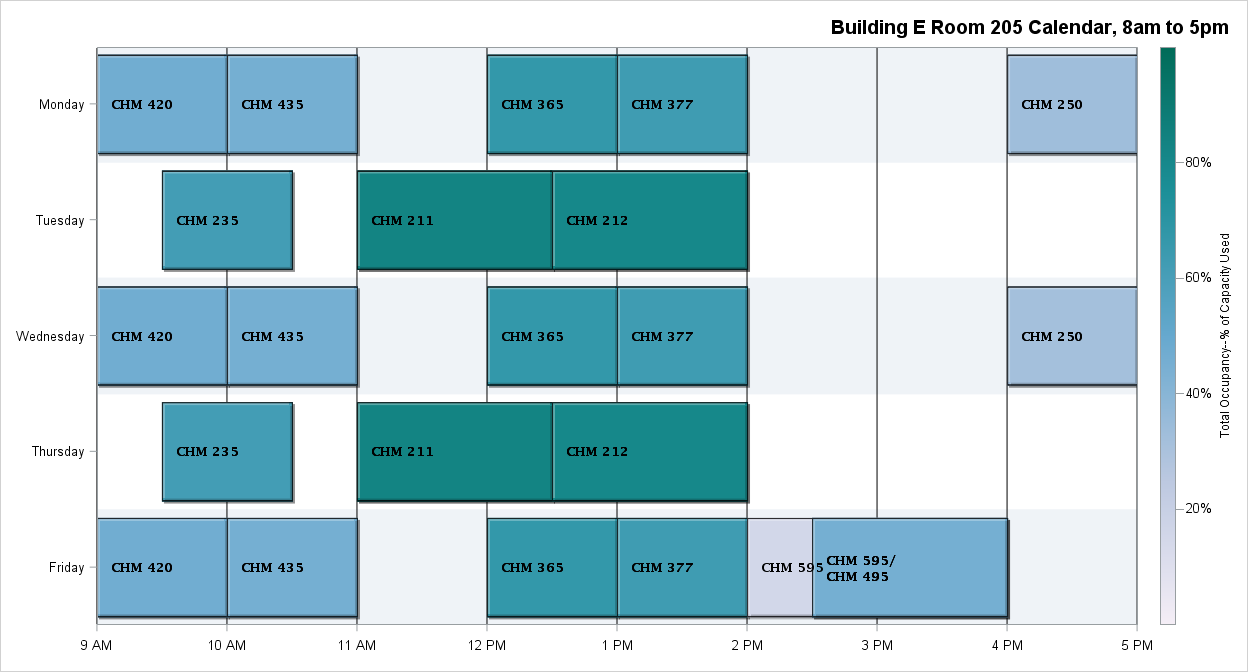 Building E Room 205 Calendar, 8am to 5pm
Monday
CHM 420
CHM 435
CHM 365
CHM 377
CHM 250
Tuesday
CHM 235
CHM 211
CHM 212
Wednesday
CHM 420
CHM 435
CHM 365
CHM 377
CHM 250
Thursday
CHM 235
CHM 211
CHM 212
Friday
CHM 420
CHM 435
CHM 365
CHM 377
CHM 595
CHM 595/
CHM 495
9 AM
10 AM
11 AM
12 PM
1 PM
2 PM
3 PM
4 PM
5 PM
80%
60%
40%
20%
Total Occupancy--% of Capacity Used